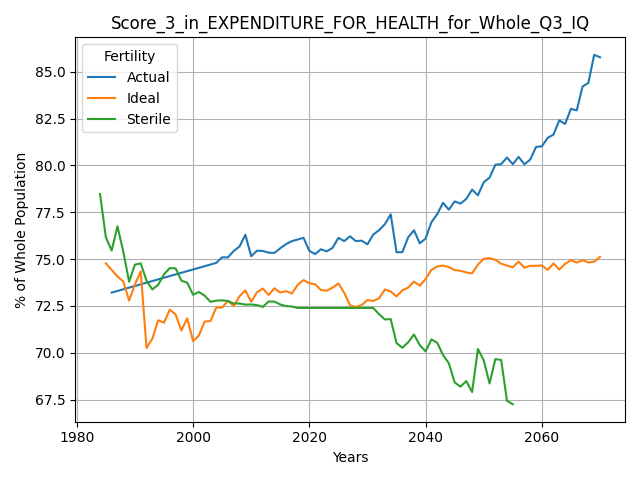 Score_3_in_EXPENDITURE_FOR_HEALTH_for_Whole_Q3_IQ
Fertility
Actual
Ideal
Sterile
% of Whole Population
85.0
82.5
80.0
77.5
75.0
72.5
70.0
67.5
1980
2000
2020
2040
2060
Years